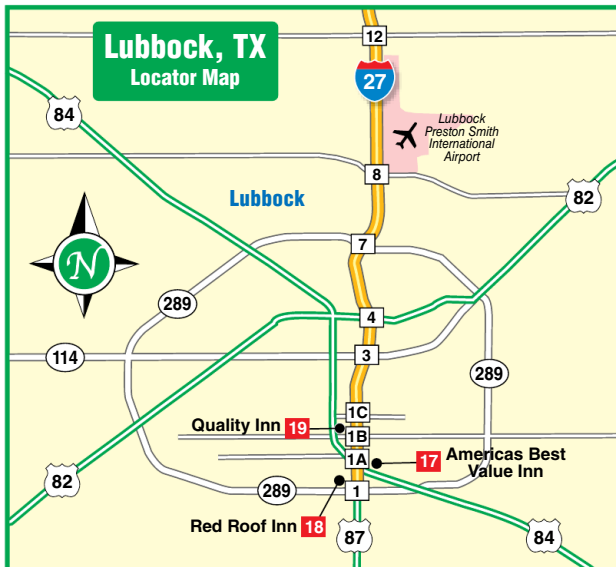 Lubbock, TX
Locator Map
12
27
84
Lubbock
Preston Smith
International
Airport
8
82
Lubbock
N
7
289
4
114
3
289
1C
Quality Inn 19
1B
1A
17 Americas Best
Value Inn
82
289
1
Red Roof Inn 18
87
84